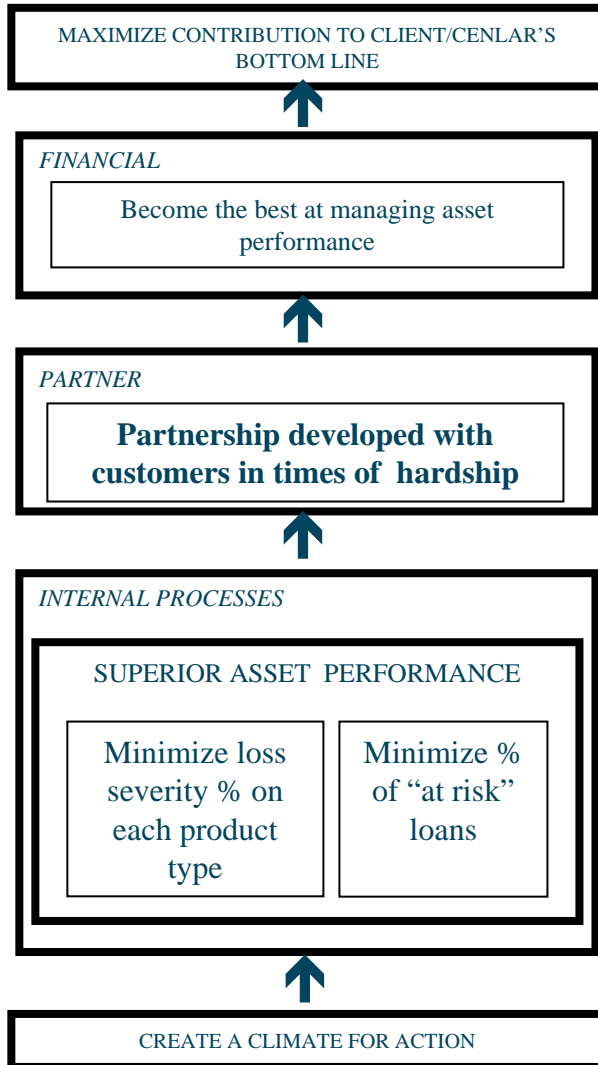 MAXIMIZE CONTRIBUTION TO CLIENT/CENLAR’S
BOTTOM LINE
FINANCIAL
Become the best at managing asset
performance
PARTNER
Partnership developed with
customers in times of hardship
INTERNAL PROCESSES
SUPERIOR ASSET PERFORMANCE
Minimize loss
severity % on
each product
type
Minimize %
of “at risk”
loans
CREATE A CLIMATE FOR ACTION